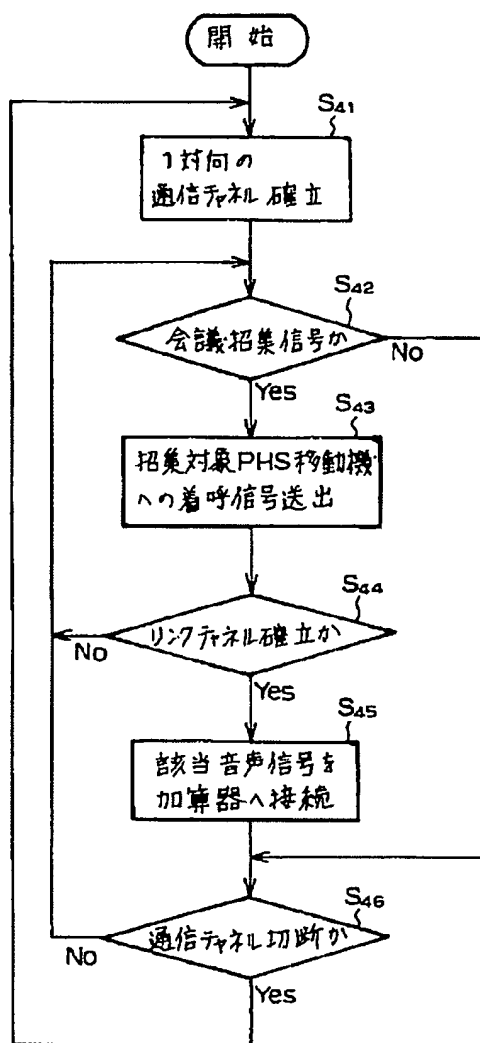 開始
S41
1対向の
通信チャネル確立
S42
会議招集信号か
No
Yes
S43
招集対象PHS移動機
への着呼信号送出
S44
リンクチャネル確立か
No
Yes
S45
該当音声信号を
加算器へ接続
S46
通信チャネル切断か
No
Yes